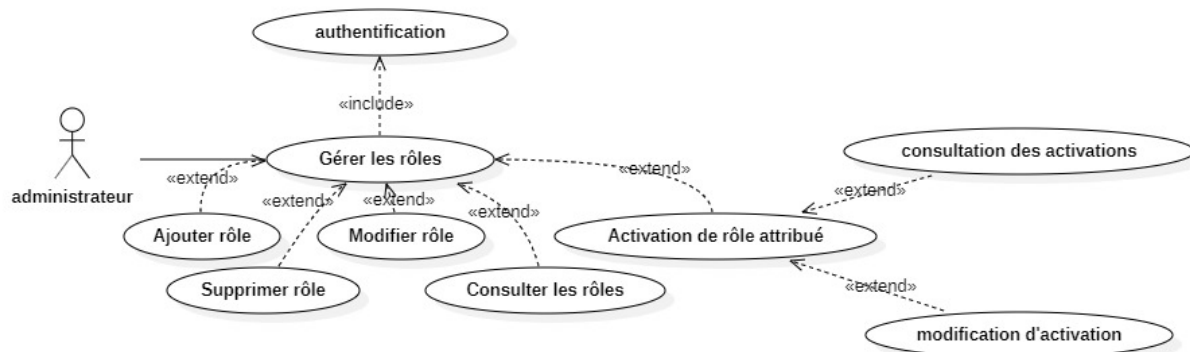 authentification
«include»
Gérer les rôles
consultation des activations
administrateur
«extend»
«extend»
«extend»
«extend»
«extend»
«extend»
Ajouter rôle
Modifier rôle
Activation de rôle attribué
Supprimer rôle
Consulter les rôles
«extend»
modification d'activation